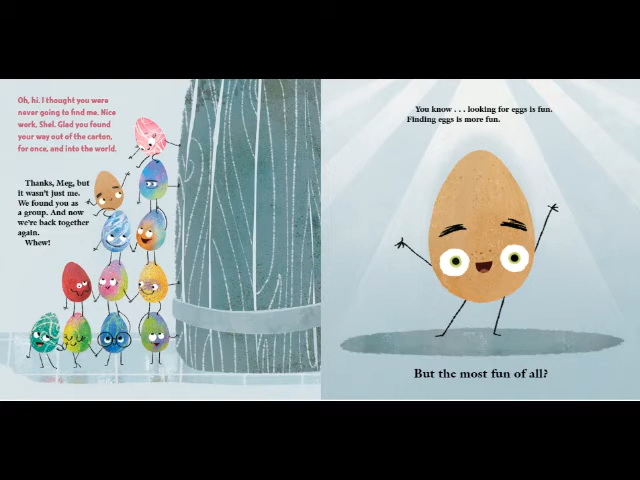 Oh, hi. I thought you were
never going to find me. Nice
work, Shel. Glad you found
your way out of the carton,
for once, and into the world.
Thanks, Meg, but
it wasn't just me.
We found you as
a group. And now
we're back together
again.
Whew!
You know . . . looking for eggs is fun.
Finding eggs is more fun.
But the most fun of all?